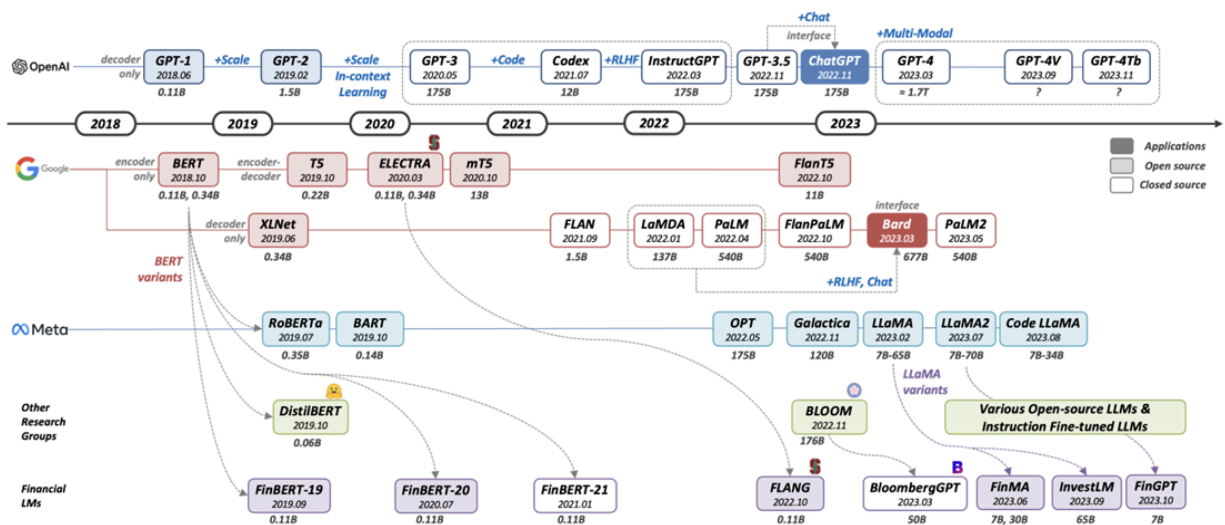 +Chat
interface
+Multi-Modal
OpenAI
decoder only
GPT-1
2018.06
0.11B
+Scale
GPT-2
2019.02
1.5B
+Scale
In-context
Learning
GPT-3
2020.05
175B
+Code
Codex
2021.07
12B
+RLHF
InstructGPT
2022.03
175B
GPT-3.5
2022.11
175B
ChatGPT
2022.11
175B
GPT-4
2023.03
≈ 1.7T
GPT-4V
2023.09
?
GPT-4Tb
2023.11
?
2018
2019
2020
2021
2022
2023
Applications
Open source
Closed source
Google
encoder only
BERT
2018.10
0.11B, 0.34B
encoder-
decoder
T5
2019.10
0.22B
ELECTRA
2020.03
0.11B, 0.34B
mT5
2020.10
13B
FlanT5
2022.10
11B
decoder only
XLNet
2019.06
0.34B
FLAN
2021.09
1.5B
LaMDA
2022.01
137B
PaLM
2022.04
540B
FlanPaLM
2022.10
540B
interface
Bard
2023.03
677B
PaLM2
2023.05
540B
+RLHF, Chat
BERT
variants
Meta
RoBERTa
2019.07
0.35B
BART
2019.10
0.14B
OPT
2022.05
175B
Galactica
2022.11
120B
LLaMA
2023.02
7B-65B
LLaMA2
2023.07
7B-70B
Code LLaMA
2023.08
7B-34B
LLaMA
variants
Other
Research
Groups
DistilBERT
2019.10
0.06B
BLOOM
2022.11
176B
Various Open-source LLMs &
Instruction Fine-tuned LLMs
Financial
LMs
FinBERT-19
2019.09
0.11B
FinBERT-20
2020.07
0.11B
FinBERT-21
2021.01
0.11B
FLANG
2022.10
0.11B
B
BloombergGPT
2023.03
50B
FinMA
2023.06
7B, 30B
InvestLM
2023.09
65B
FinGPT
2023.10
7B